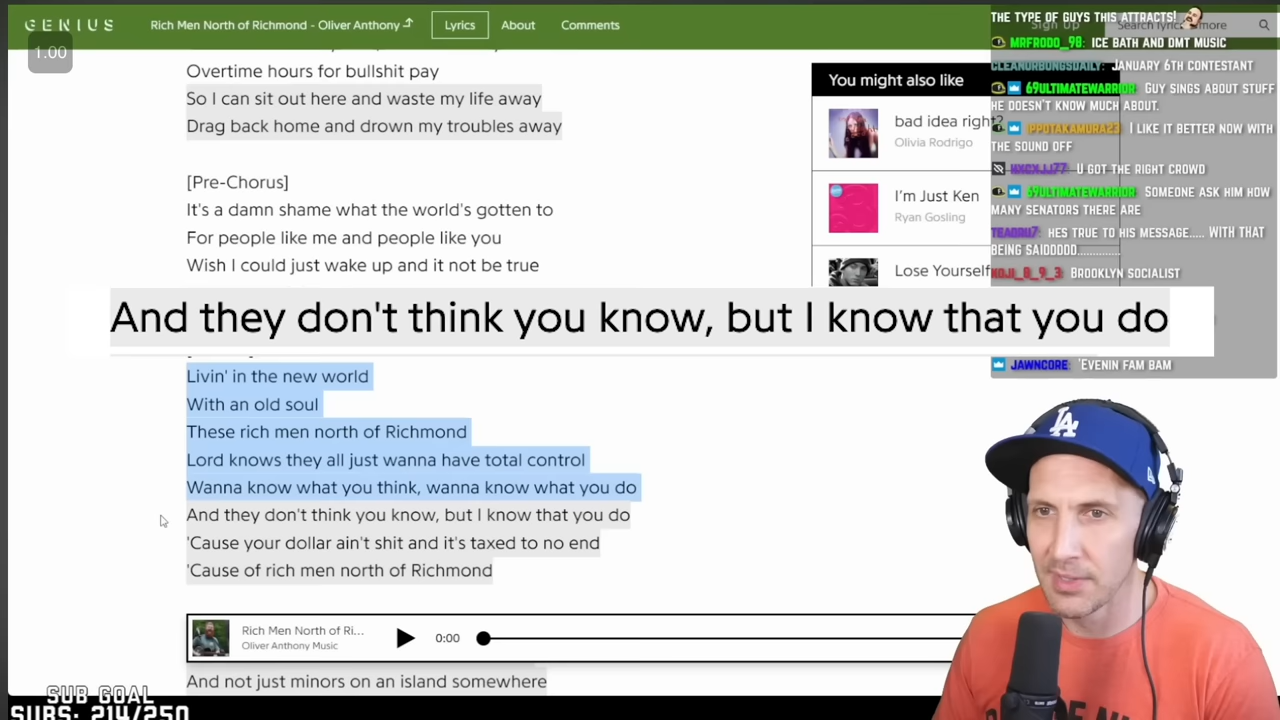 GENIUS
Rich Men North of Richmond - Oliver Anthony
Lyrics
About
Comments
Sign Up
Search lyrics & more
1.00
Overtime hours for bullshit pay
So I can sit out here and waste my life away
Drag back home and drown my troubles away
[Pre-Chorus]
It's a damn shame what the world's gotten to
For people like me and people like you
Wish I could just wake up and it not be true
And they don't think you know, but I know that you do
Livin' in the new world
With an old soul
These rich men north of Richmond
Lord knows they all just wanna have total control
Wanna know what you think, wanna know what you do
And they don't think you know, but I know that you do
'Cause your dollar ain't shit and it's taxed to no end
'Cause of rich men north of Richmond
Rich Men North of Ri...
Oliver Anthony Music
0:00
And not just minors on an island somewhere
SUB GOAL
SUBS: 214/250
You might also like
bad idea right?
Olivia Rodrigo
I'm Just Ken
Ryan Gosling
Lose Yourself
THE TYPE OF GUYS THIS ATTRACTS!
MRFRODO_98: ICE BATH AND DMT MUSIC
CLEANORBONGSDAILY: JANUARY 6TH CONTESTANT
69ULTIMATEWARRIOR: GUY SINGS ABOUT STUFF
HE DOESN'T KNOW MUCH ABOUT.
IPPOTAKAMURA23: I LIKE IT BETTER NOW WITH
THE SOUND OFF
U GOT THE RIGHT CROWD
69ULTIMATEWARRIOR: SOMEONE ASK HIM HOW
MANY SENATORS THERE ARE
HES TRUE TO HIS MESSAGE..... WITH THAT
BEING SAIDDDDD.............
KOJI_8_9_3: BROOKLYN SOCIALIST
JAWNCORE: 'EVENIN FAM BAM
LA